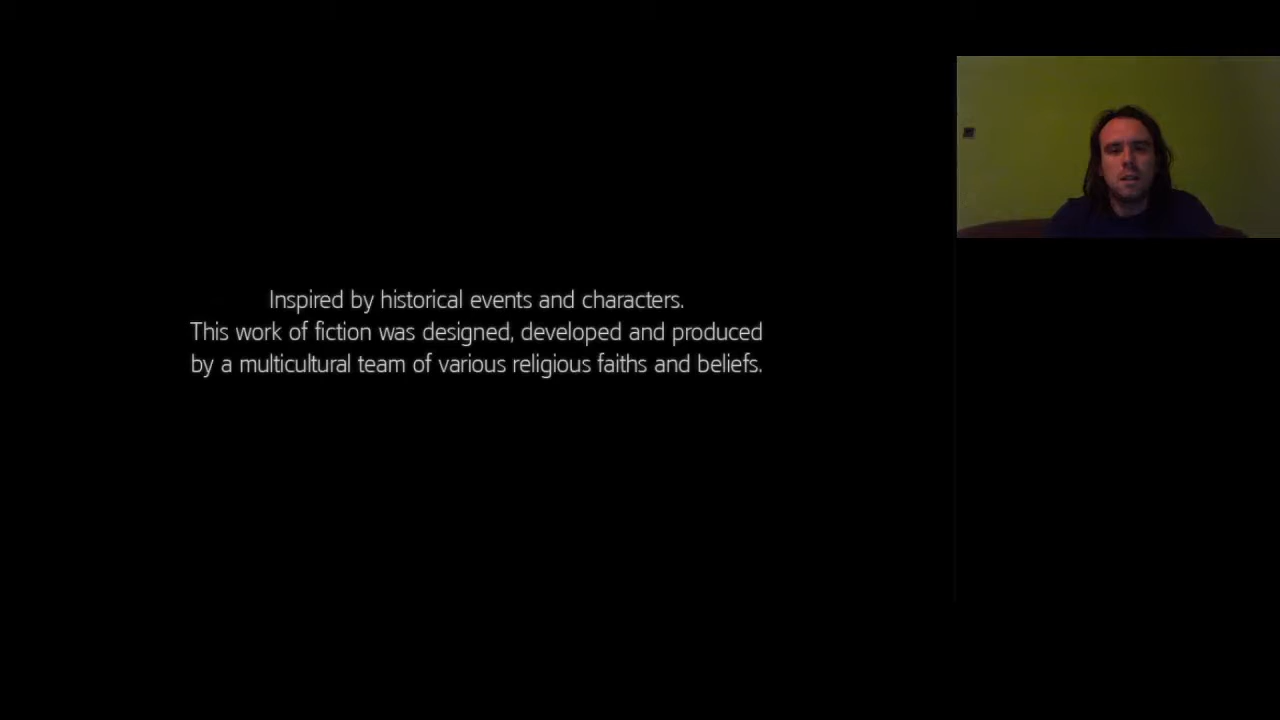 Inspired by historical events and characters.
This work of fiction was designed, developed and produced
by a multicultural team of various religious faiths and beliefs.